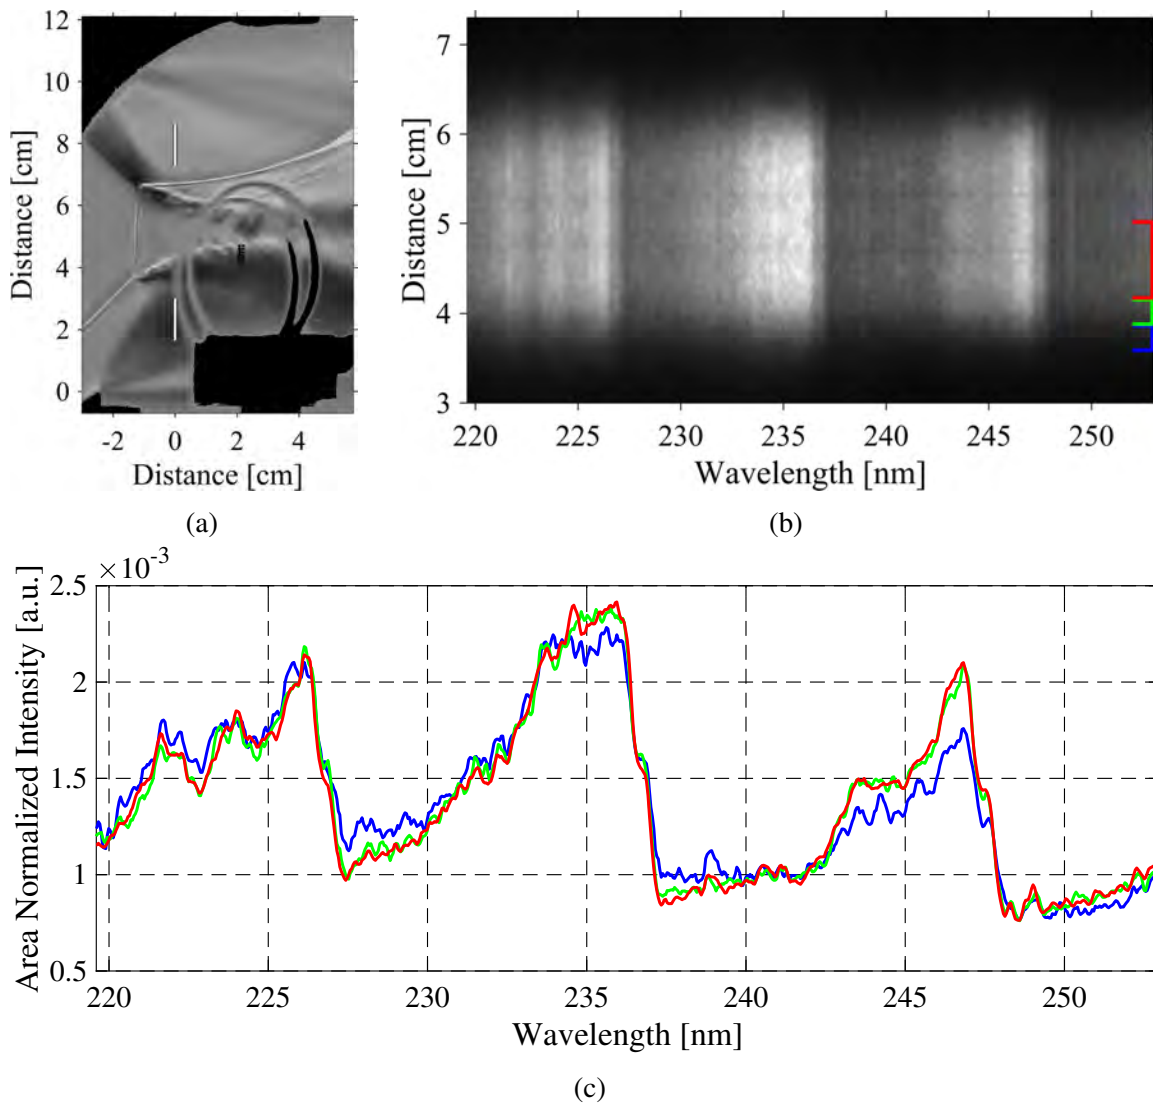 12
10
8
6
4
2
0
Distance [cm]
-2 0 2 4
Distance [cm]
(a)
7
6
5
4
3
Distance [cm]
220 225 230 235 240 245 250
Wavelength [nm]
(b)
×10-3
2.5
2
1.5
1
0.5
Area Normalized Intensity [a.u.]
220 225 230 235 240 245 250
Wavelength [nm]
(c)